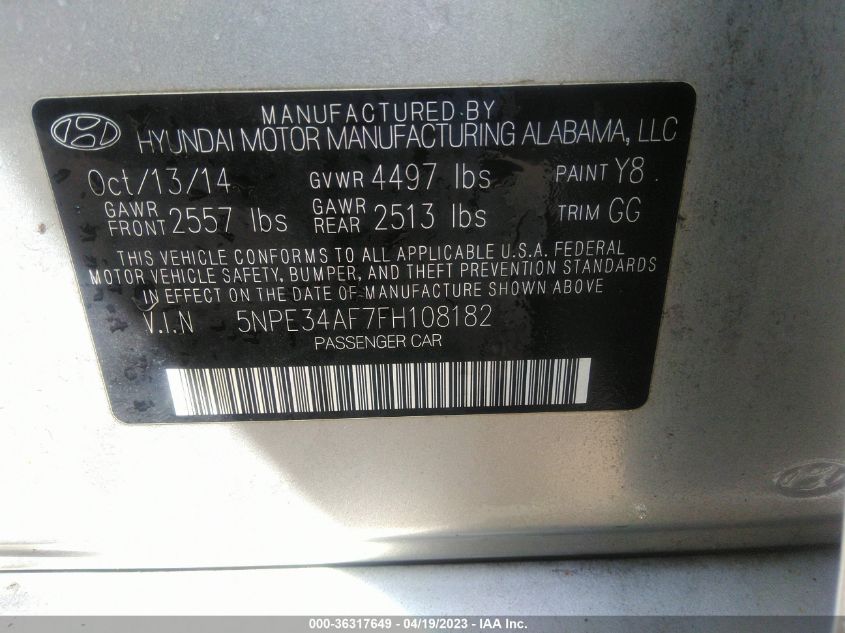 MANUFACTURED BY
HYUNDAI MOTOR MANUFACTURING ALABAMA, LLC
Oct/13/14 GVWR 4497 lbs PAINT Y8
GAWR FRONT 2557 lbs GAWR REAR 2513 lbs TRIM GG
THIS VEHICLE CONFORMS TO ALL APPLICABLE U.S.A. FEDERAL
MOTOR VEHICLE SAFETY, BUMPER, AND THEFT PREVENTION STANDARDS
IN EFFECT ON THE DATE OF MANUFACTURE SHOWN ABOVE
V.I.N 5NPE34AF7FH108182
PASSENGER CAR
000-36317649 - 04/19/2023 - IAA Inc.